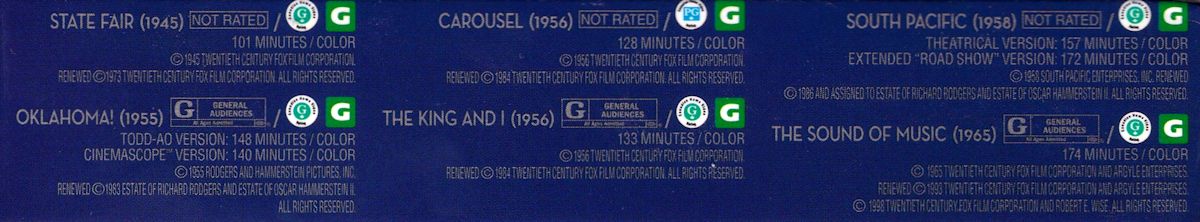 STATE FAIR (1945) NOT RATED / G G
101 MINUTES / COLOR
©1945 TWENTIETH CENTURY FOX FILM CORPORATION.
RENEWED ©1973 TWENTIETH CENTURY FOX FILM CORPORATION. ALL RIGHTS RESERVED.
CAROUSEL (1956) NOT RATED / PG G
128 MINUTES / COLOR
©1956 TWENTIETH CENTURY FOX FILM CORPORATION.
RENEWED ©1984 TWENTIETH CENTURY FOX FILM CORPORATION. ALL RIGHTS RESERVED.
SOUTH PACIFIC (1958) NOT RATED / G G
THEATRICAL VERSION: 157 MINUTES / COLOR
EXTENDED "ROAD SHOW" VERSION: 172 MINUTES / COLOR
©1958 SOUTH PACIFIC ENTERPRISES, INC. RENEWED
©1986 AND ASSIGNED TO ESTATE OF RICHARD RODGERS AND ESTATE OF OSCAR HAMMERSTEIN II. ALL RIGHTS RESERVED.
OKLAHOMA! (1955) G GENERAL AUDIENCES All Ages Admitted / G G
TODD-AO VERSION: 148 MINUTES / COLOR
CINEMASCOPE™ VERSION: 140 MINUTES / COLOR
©1955 RODGERS AND HAMMERSTEIN PICTURES, INC.
RENEWED ©1983 ESTATE OF RICHARD RODGERS AND ESTATE OF OSCAR HAMMERSTEIN II.
ALL RIGHTS RESERVED.
THE KING AND I (1956) G GENERAL AUDIENCES All Ages Admitted / G G
133 MINUTES / COLOR
©1956 TWENTIETH CENTURY FOX FILM CORPORATION.
RENEWED ©1984 TWENTIETH CENTURY FOX FILM CORPORATION. ALL RIGHTS RESERVED.
THE SOUND OF MUSIC (1965) G GENERAL AUDIENCES All Ages Admitted / G G
174 MINUTES / COLOR
©1965 TWENTIETH CENTURY FOX FILM CORPORATION AND ARGYLE ENTERPRISES.
RENEWED ©1993 TWENTIETH CENTURY FOX FILM CORPORATION AND ARGYLE ENTERPRISES.
©1998 TWENTIETH CENTURY FOX FILM CORPORATION AND ROBERT E. WISE. ALL RIGHTS RESERVED.